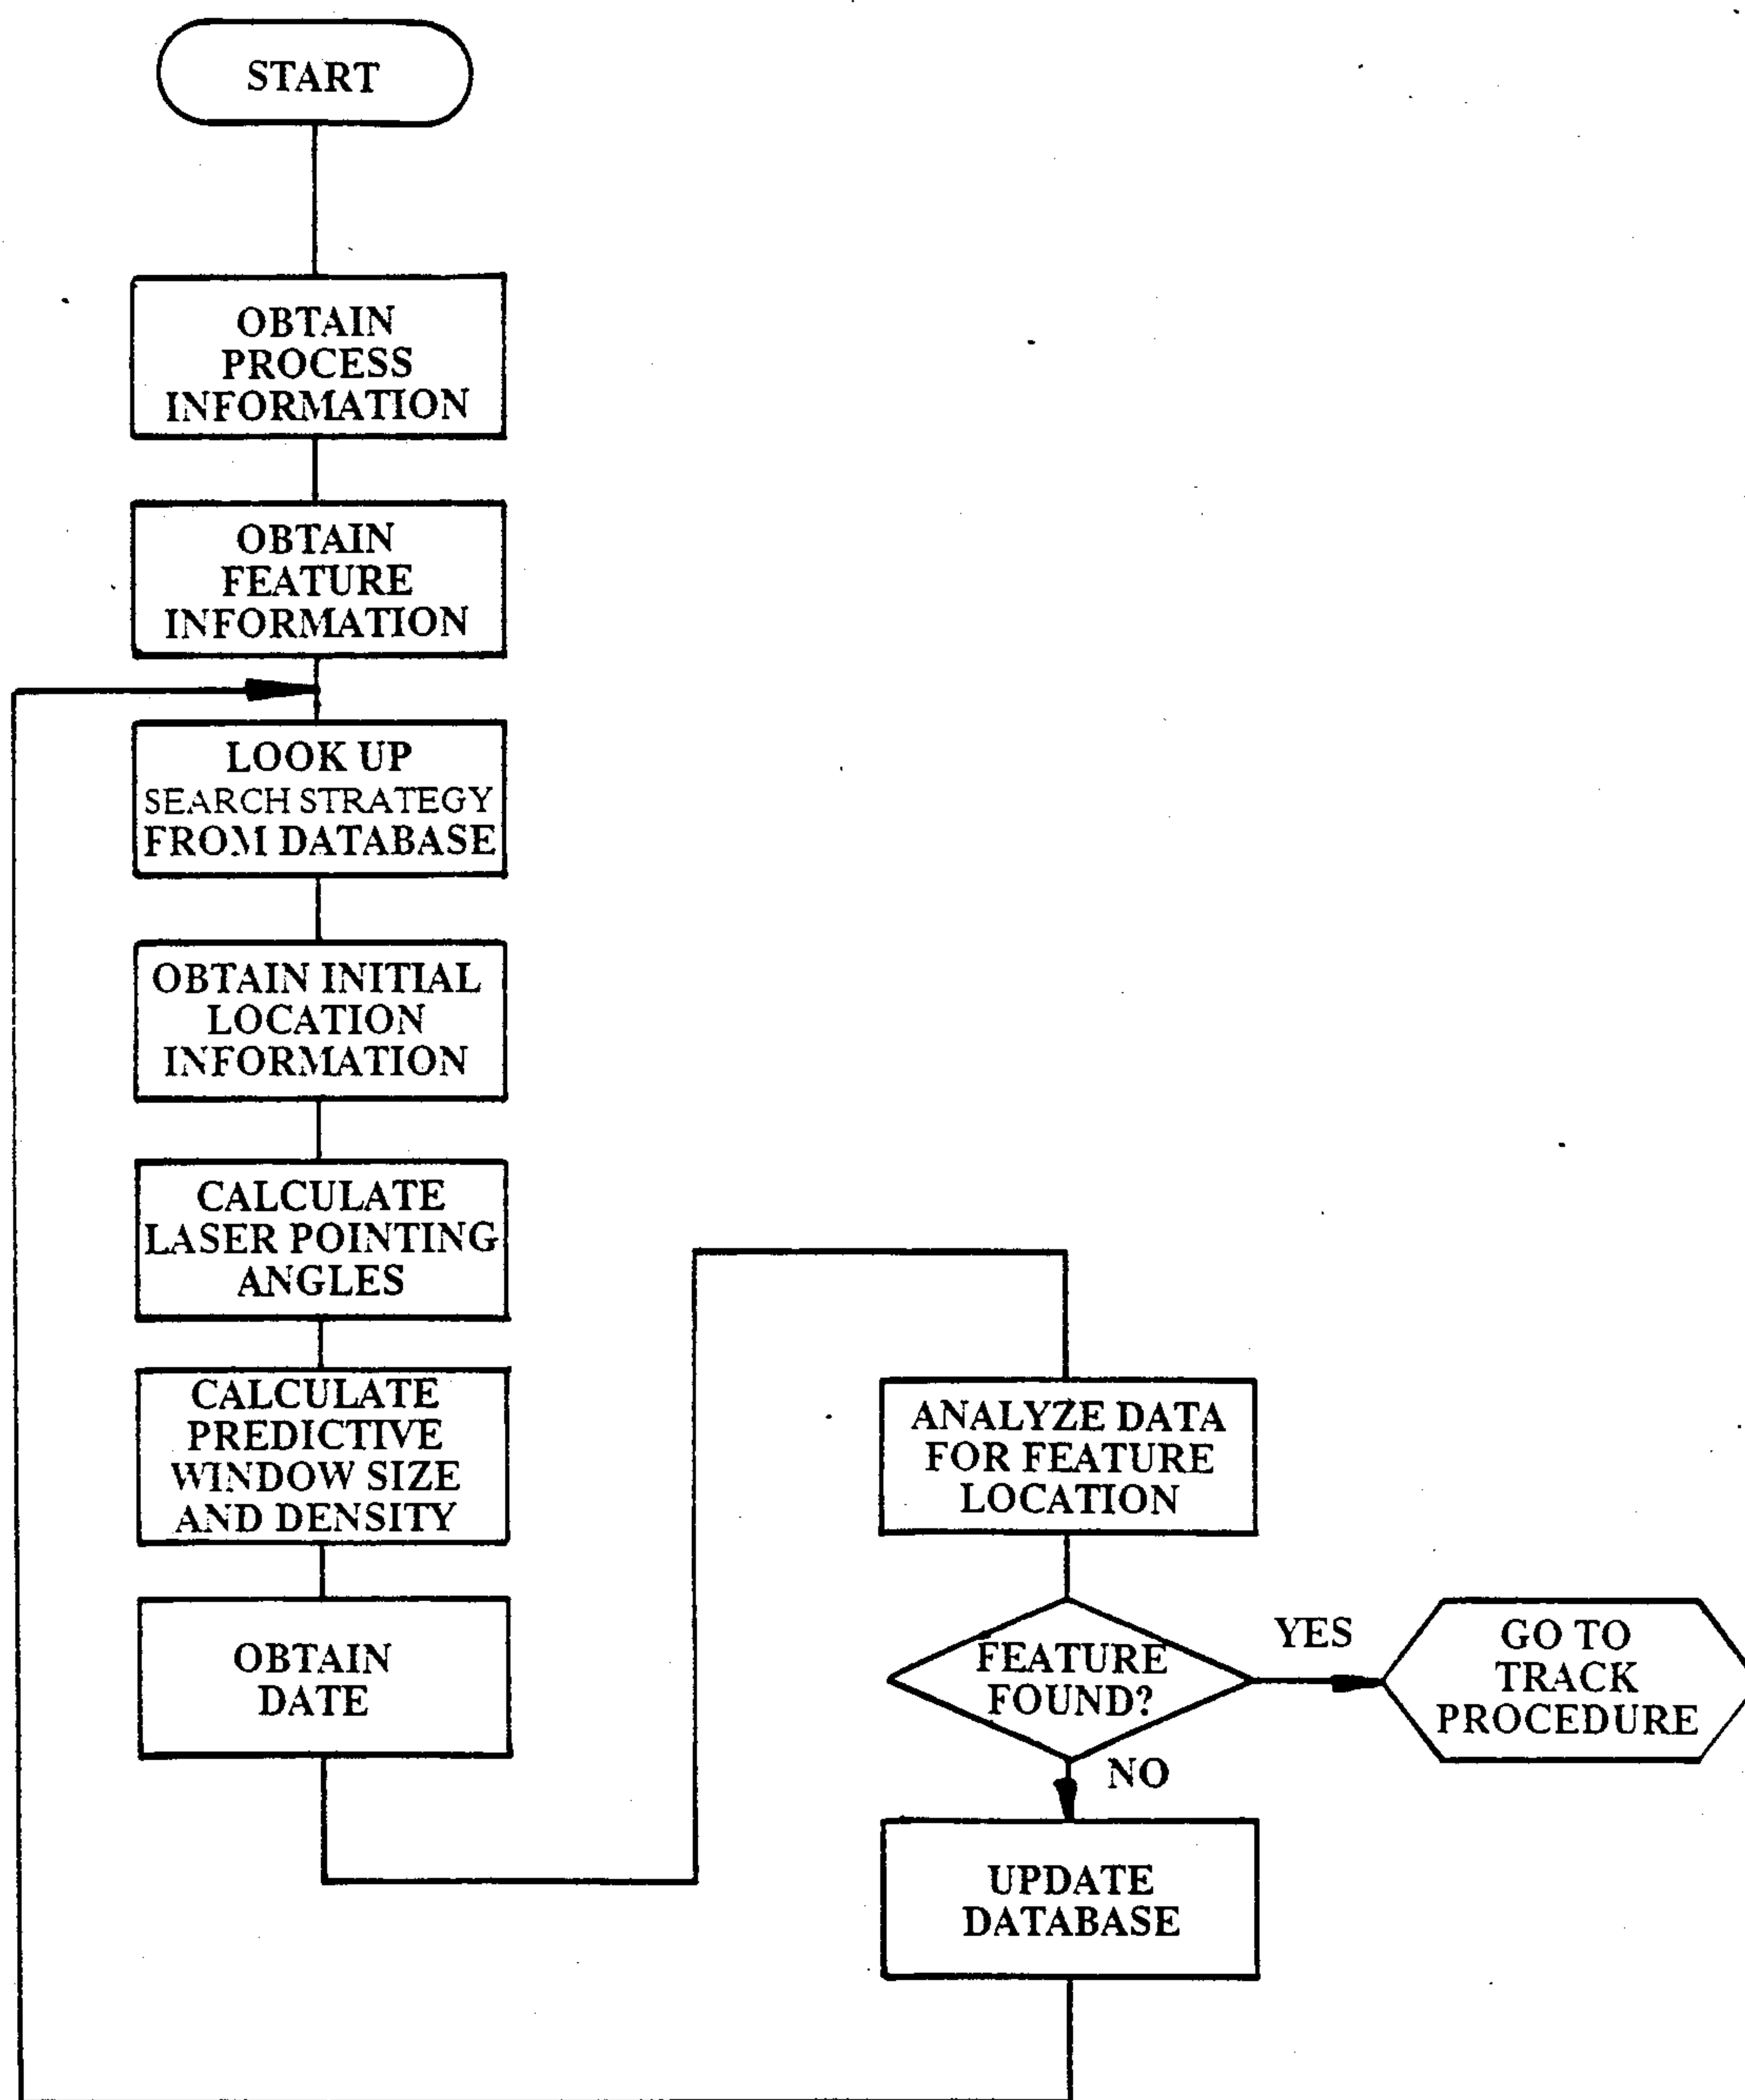 START
OBTAIN
PROCESS
INFORMATION
OBTAIN
FEATURE
INFORMATION
LOOK UP
SEARCH STRATEGY
FROM DATABASE
OBTAIN INITIAL
LOCATION
INFORMATION
CALCULATE
LASER POINTING
ANGLES
CALCULATE
PREDICTIVE
WINDOW SIZE
AND DENSITY
OBTAIN
DATE
ANALYZE DATA
FOR FEATURE
LOCATION
FEATURE
FOUND?
YES
GO TO
TRACK
PROCEDURE
NO
UPDATE
DATABASE